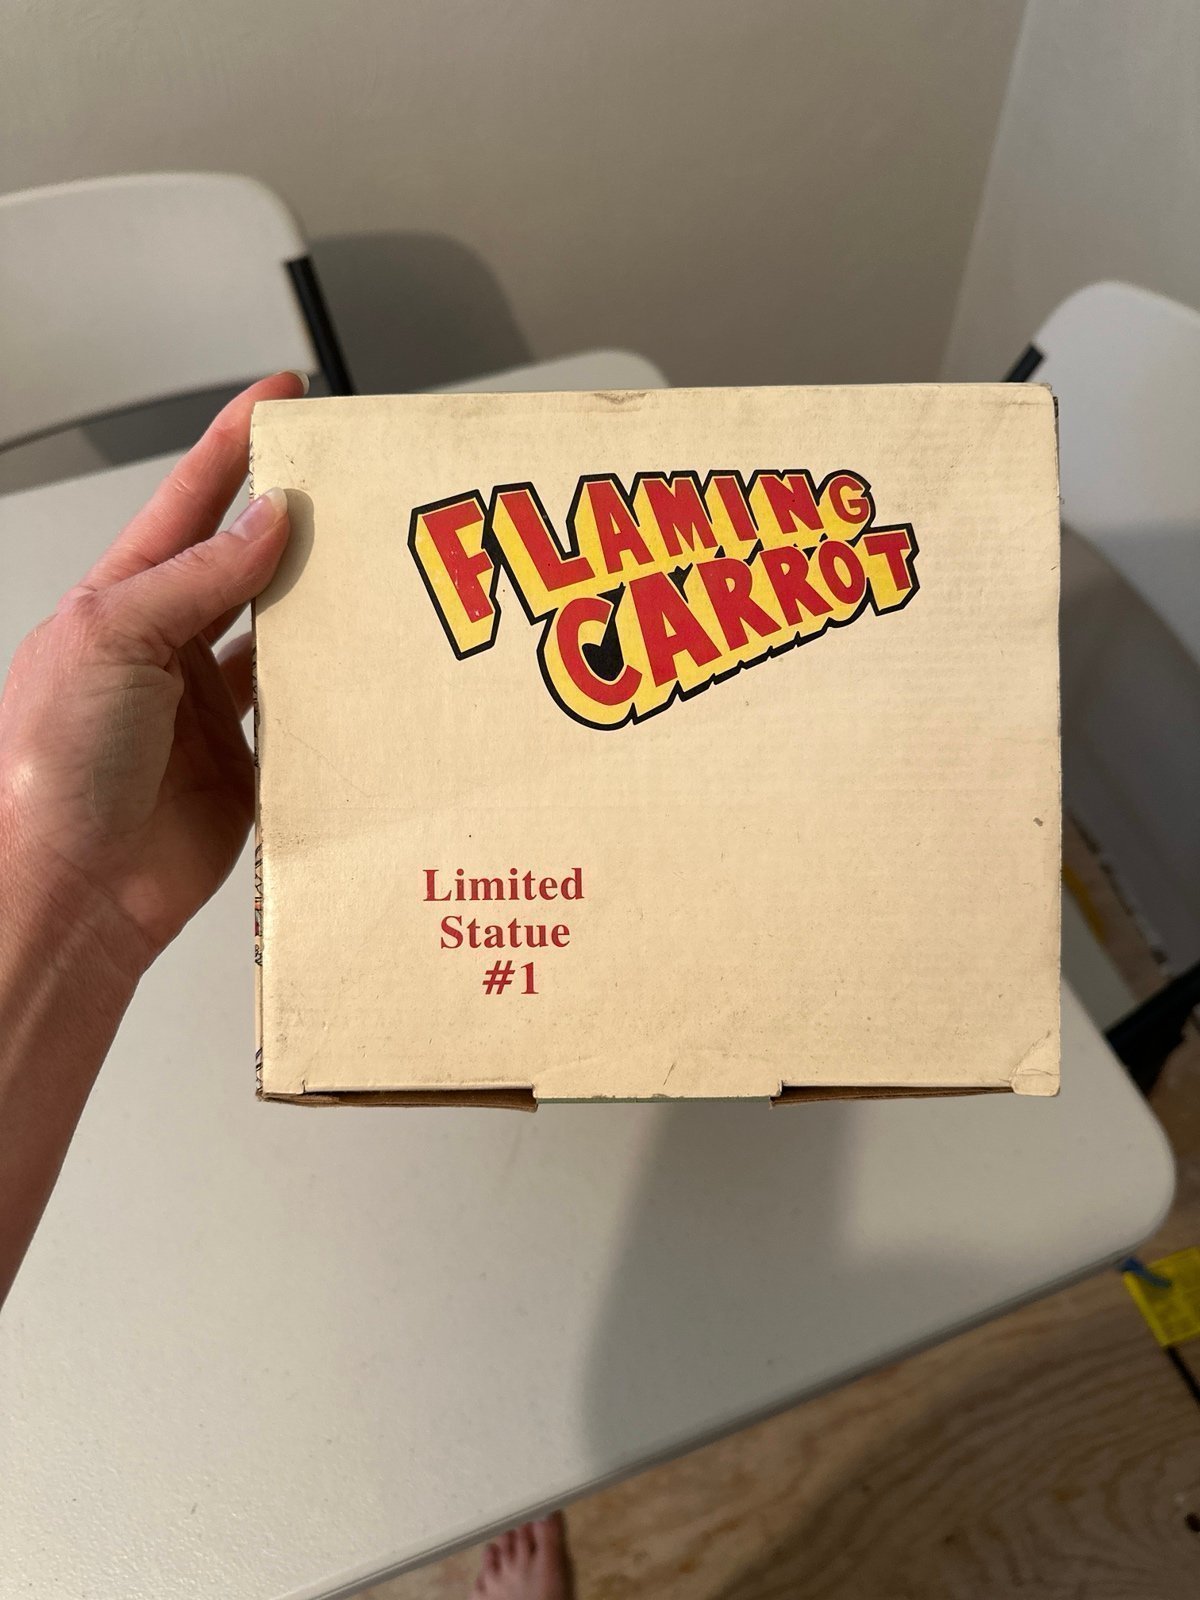 FLAMING
CARROT
Limited
Statue
#1